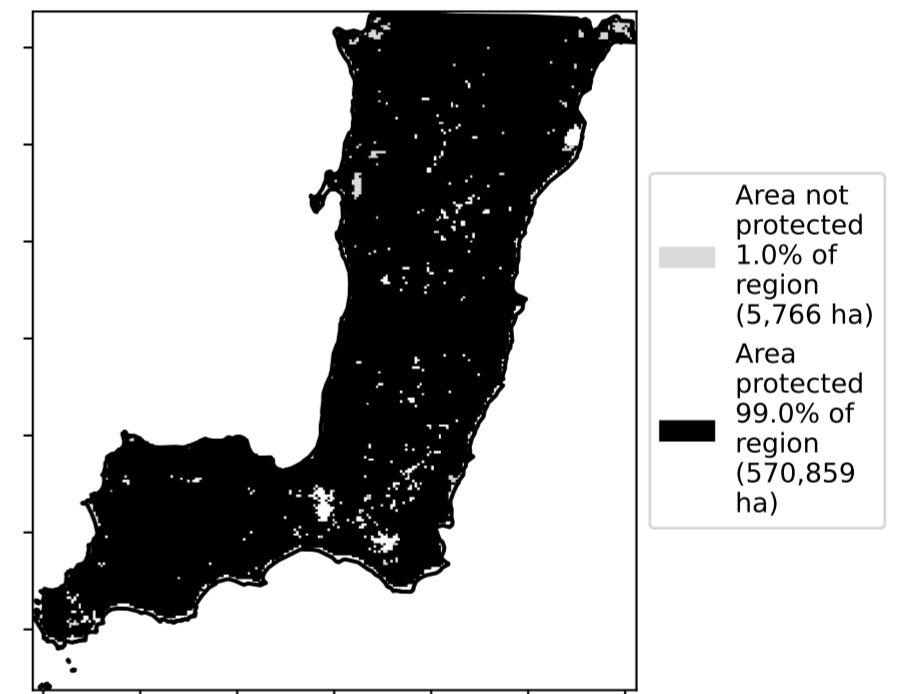 Area not
protected
1.0% of
region
(5,766 ha)
Area
protected
99.0% of
region
(570,859
ha)